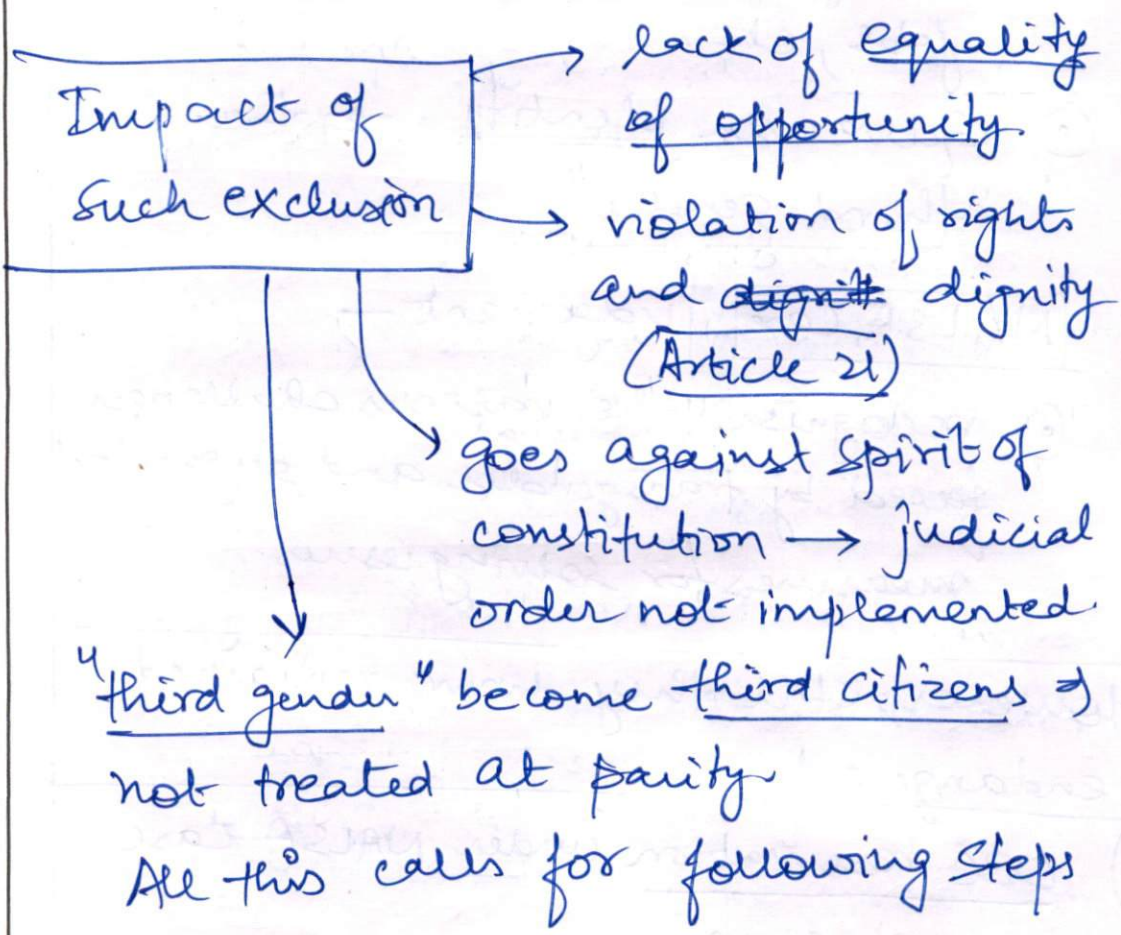 Impact of
Such exclusion
→ lack of equality
of opportunity
→ violation of rights
and dignity
(Article 21)
goes against spirit of
constitution → judicial
order not implemented
"third gender" become third citizens &
not treated at parity
All this calls for following steps